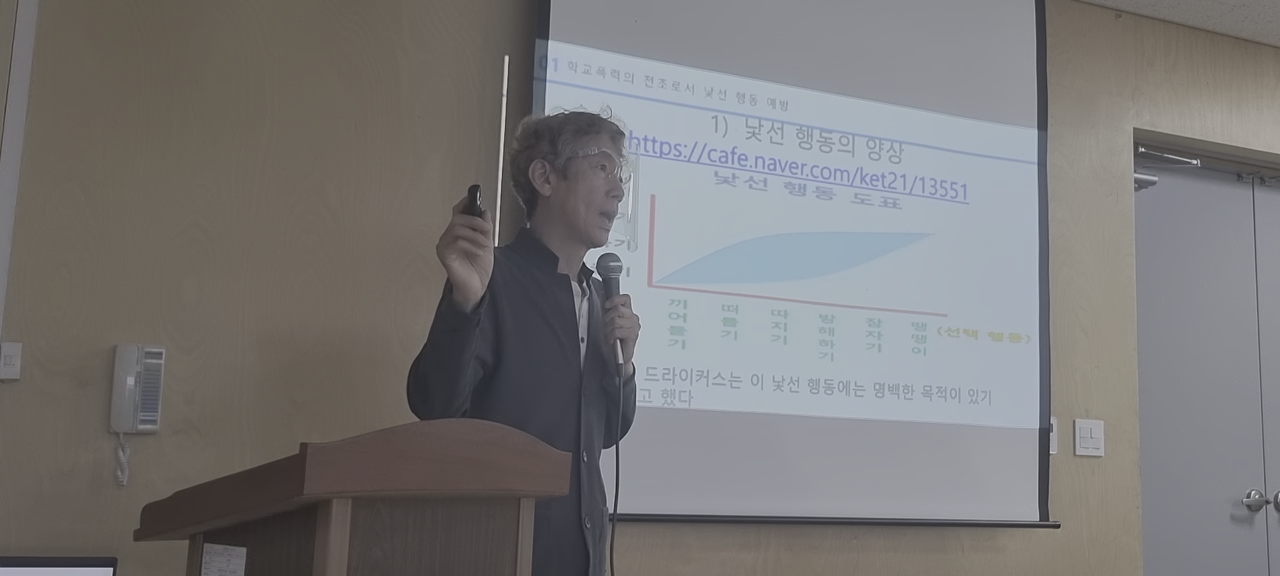 01 학교폭력의 전조로서 낯선 행동 예방
1) 낯선 행동의 양상
https://cafe.naver.com/ket21/13551
낯선 행동 도표
끼어들기 떠들기 따지기 방해하기 잠자기 땡땡이 (선택 행동)
드라이커스는 이 낯선 행동에는 명백한 목적이 있기
고 했다